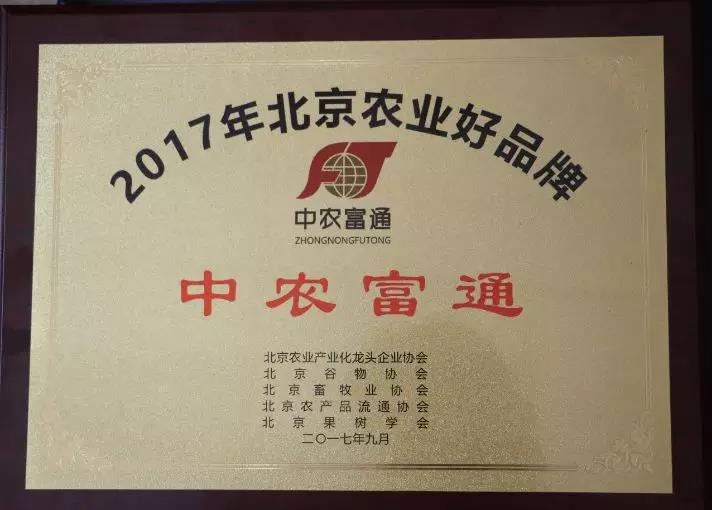 2017年北京农业好品牌
FT
中农富通
ZHONGNONGFUTONG
中农富通
北京农业产业化龙头企业协会
北京谷物协会
北京畜牧业协会
北京农产品流通协会
北京果树学会
二〇一七年九月